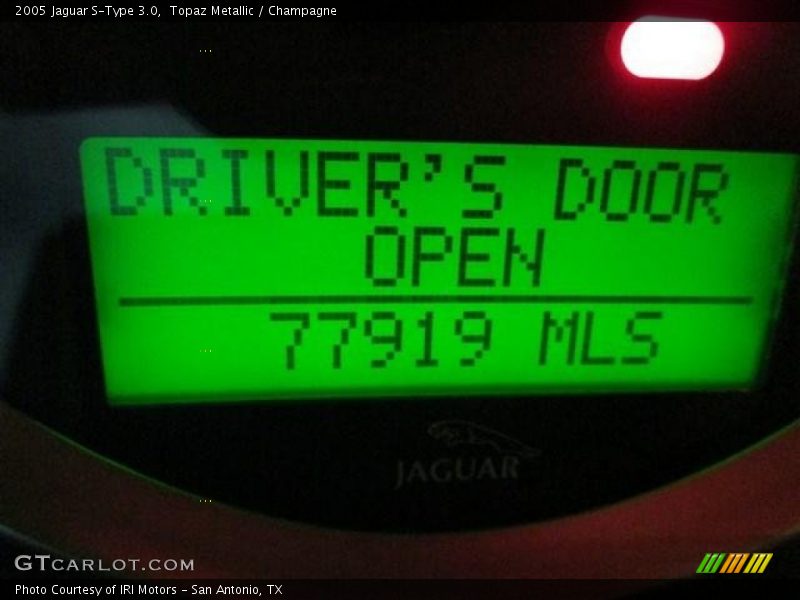 2005 Jaguar S-Type 3.0,  Topaz Metallic / Champagne
DRIVER'S DOOR
OPEN
77919 MLS
JAGUAR
GTCARLOT.COM
Photo Courtesy of IRI Motors - San Antonio, TX